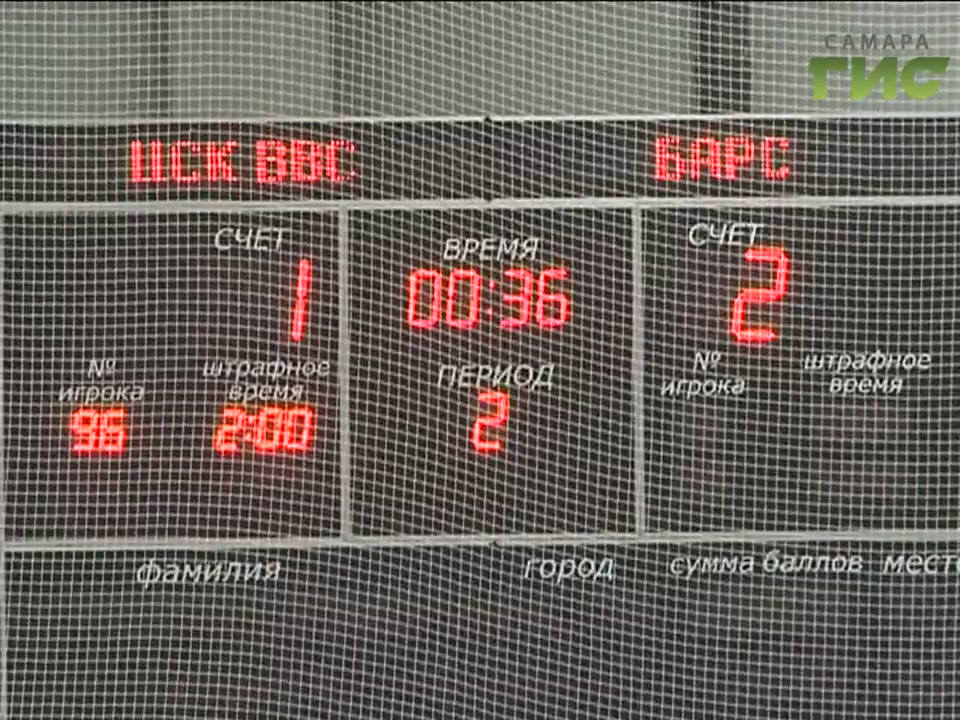 САМАРА
ГИС
ЦСК ВВС
БАРС
СЧЕТ
ВРЕМЯ
СЧЕТ
1
00:36
2
№ игрока
штрафное время
ПЕРИОД
№ игрока
штрафное время
96
2:00
2
фамилия
город
сумма баллов
мест